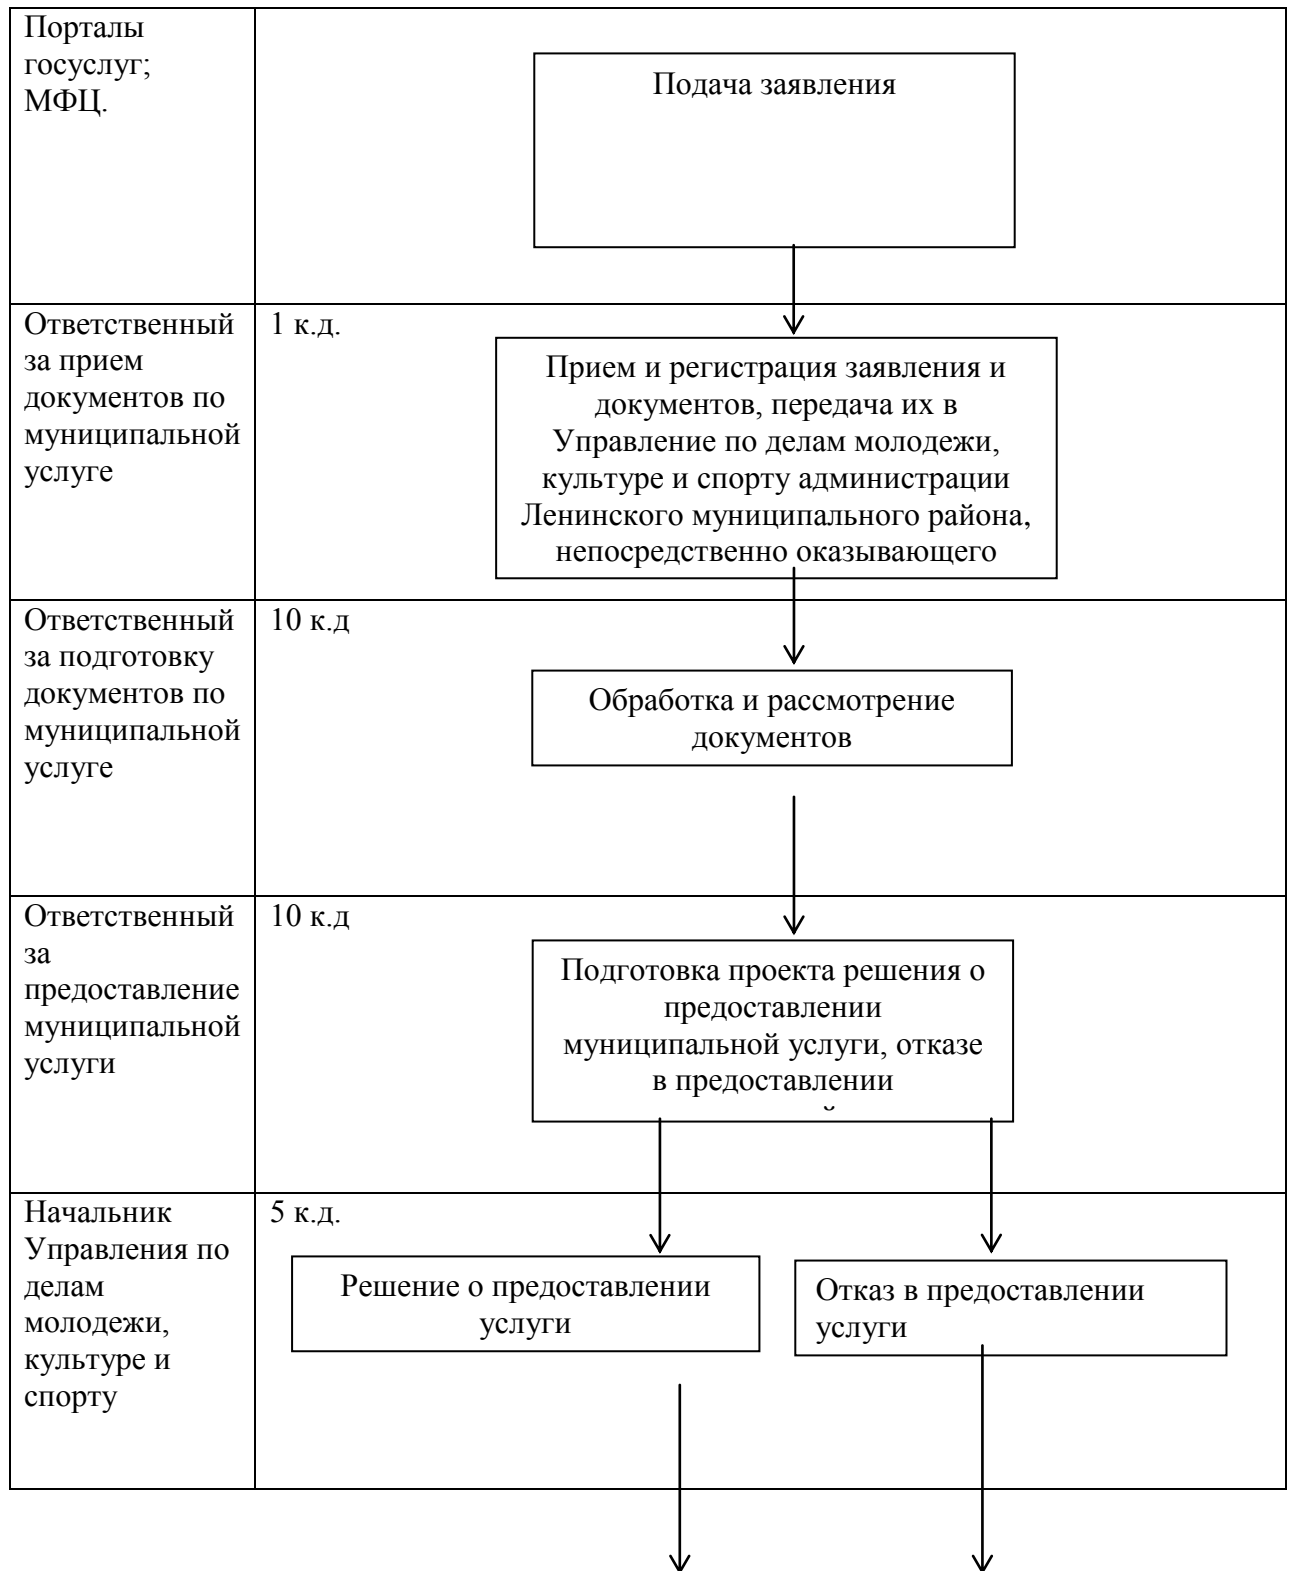 Порталы
госуслуг;
МФЦ.
Подача заявления
Ответственный
за прием
документов по
муниципальной
услуге
1 к.д.
Прием и регистрация заявления и
документов, передача их в
Управление по делам молодежи,
культуре и спорту администрации
Ленинского муниципального района,
непосредственно оказывающего
Ответственный
за подготовку
документов по
муниципальной
услуге
10 к.д
Обработка и рассмотрение
документов
Ответственный
за
предоставление
муниципальной
услуги
10 к.д
Подготовка проекта решения о
предоставлении
муниципальной услуги, отказе
в предоставлении
Начальник
Управления по
делам
молодежи,
культуре и
спорту
5 к.д.
Решение о предоставлении
услуги
Отказ в предоставлении
услуги